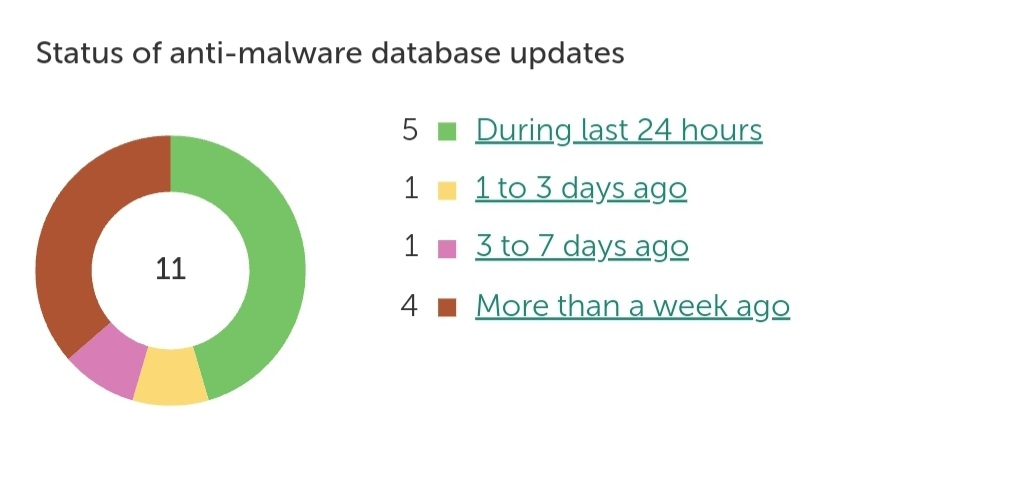 Status of anti-malware database updates
5 During last 24 hours
1 1 to 3 days ago
1 3 to 7 days ago
4 More than a week ago
11